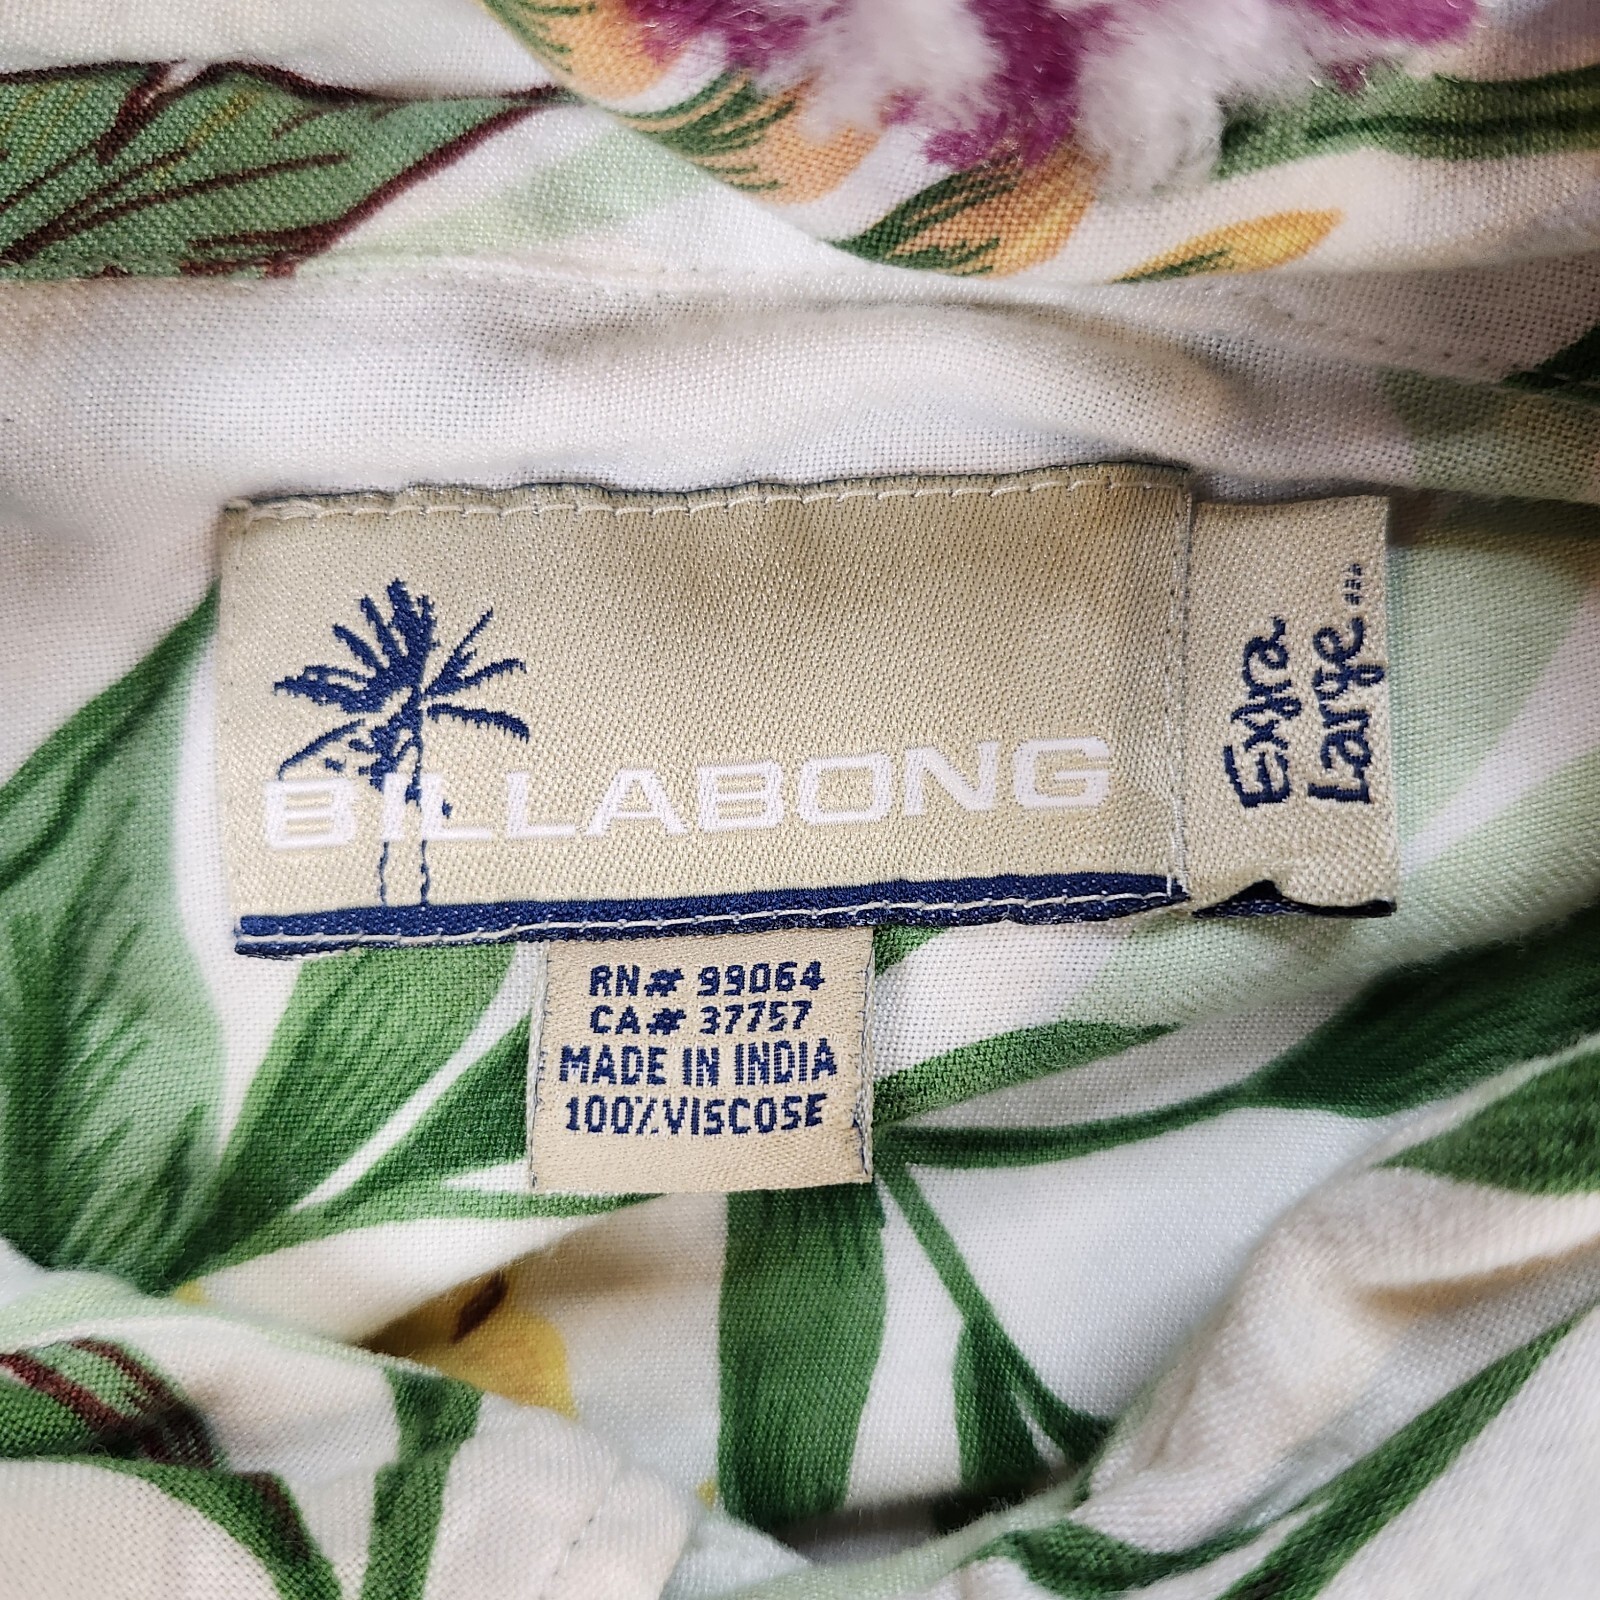 BILLABONG
Extra
Large...
RN# 99064
CA# 37757
MADE IN INDIA
100% VISCOSE